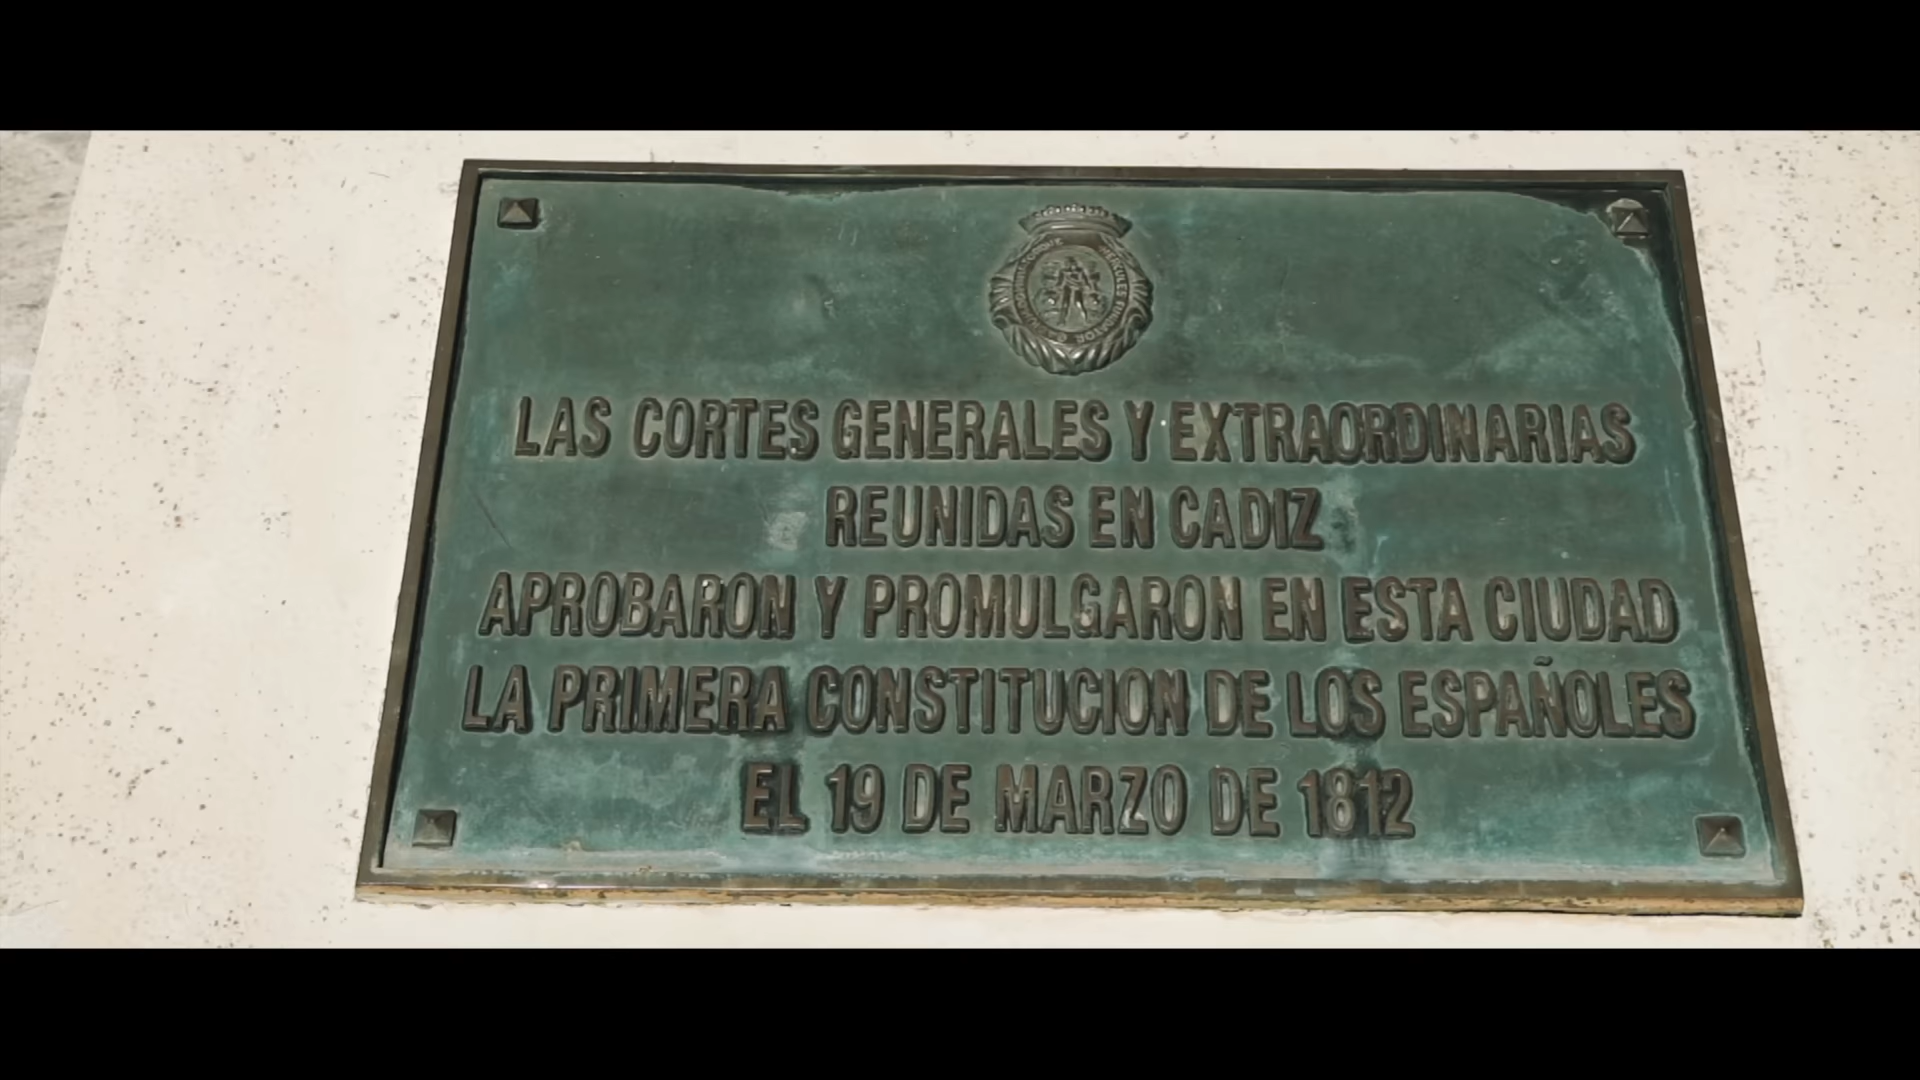 LAS CORTES GENERALES Y EXTRAORDINARIAS
REUNIDAS EN CADIZ
APROBARON Y PROMULGARON EN ESTA CIUDAD
LA PRIMERA CONSTITUCION DE LOS ESPAÑOLES
EL 19 DE MARZO DE 1812